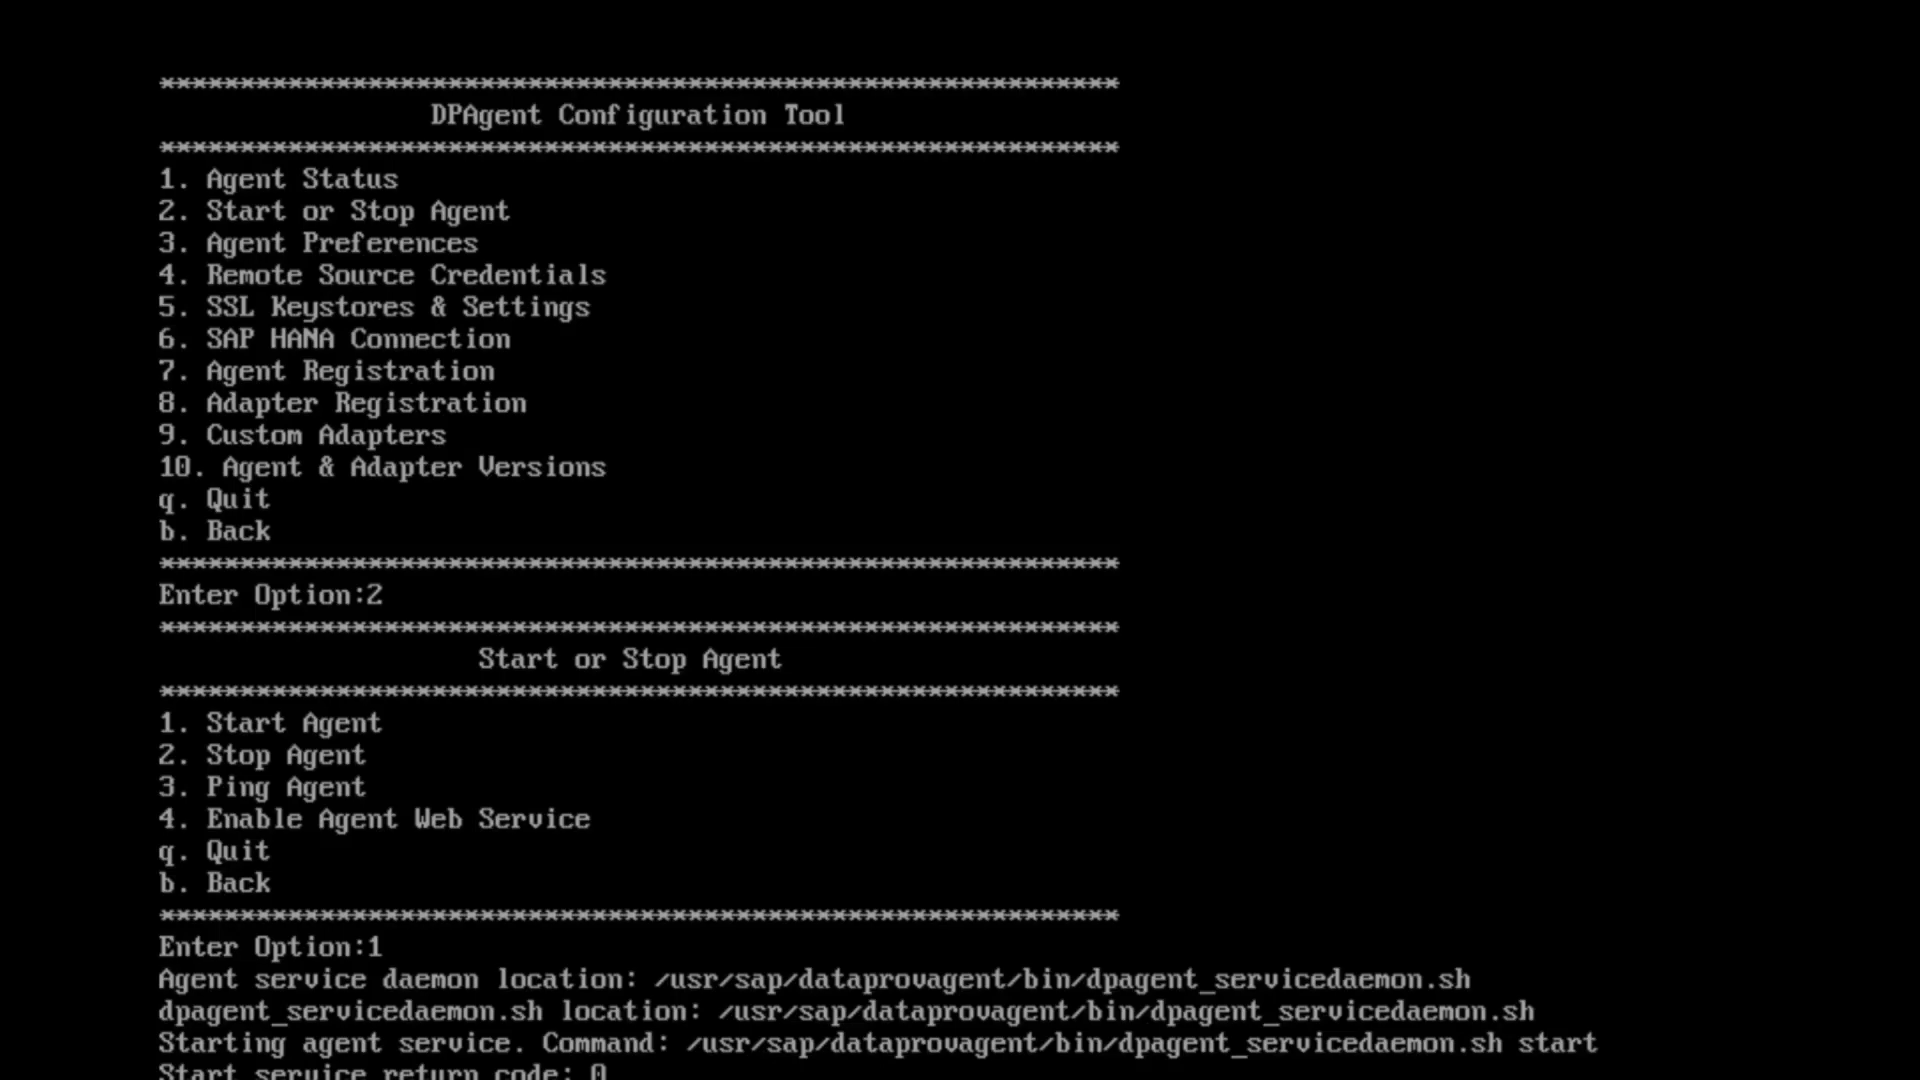 ************************************************************
DPAgent Configuration Tool
************************************************************
1. Agent Status
2. Start or Stop Agent
3. Agent Preferences
4. Remote Source Credentials
5. SSL Keystores & Settings
6. SAP HANA Connection
7. Agent Registration
8. Adapter Registration
9. Custom Adapters
10. Agent & Adapter Versions
q. Quit
b. Back
************************************************************
Enter Option:2
************************************************************
Start or Stop Agent
************************************************************
1. Start Agent
2. Stop Agent
3. Ping Agent
4. Enable Agent Web Service
q. Quit
b. Back
************************************************************
Enter Option:1
Agent service daemon location: /usr/sap/dataprovagent/bin/dpagent_servicedaemon.sh
dpagent_servicedaemon.sh location: /usr/sap/dataprovagent/bin/dpagent_servicedaemon.sh
Starting agent service. Command: /usr/sap/dataprovagent/bin/dpagent_servicedaemon.sh start
Start service return code: 0